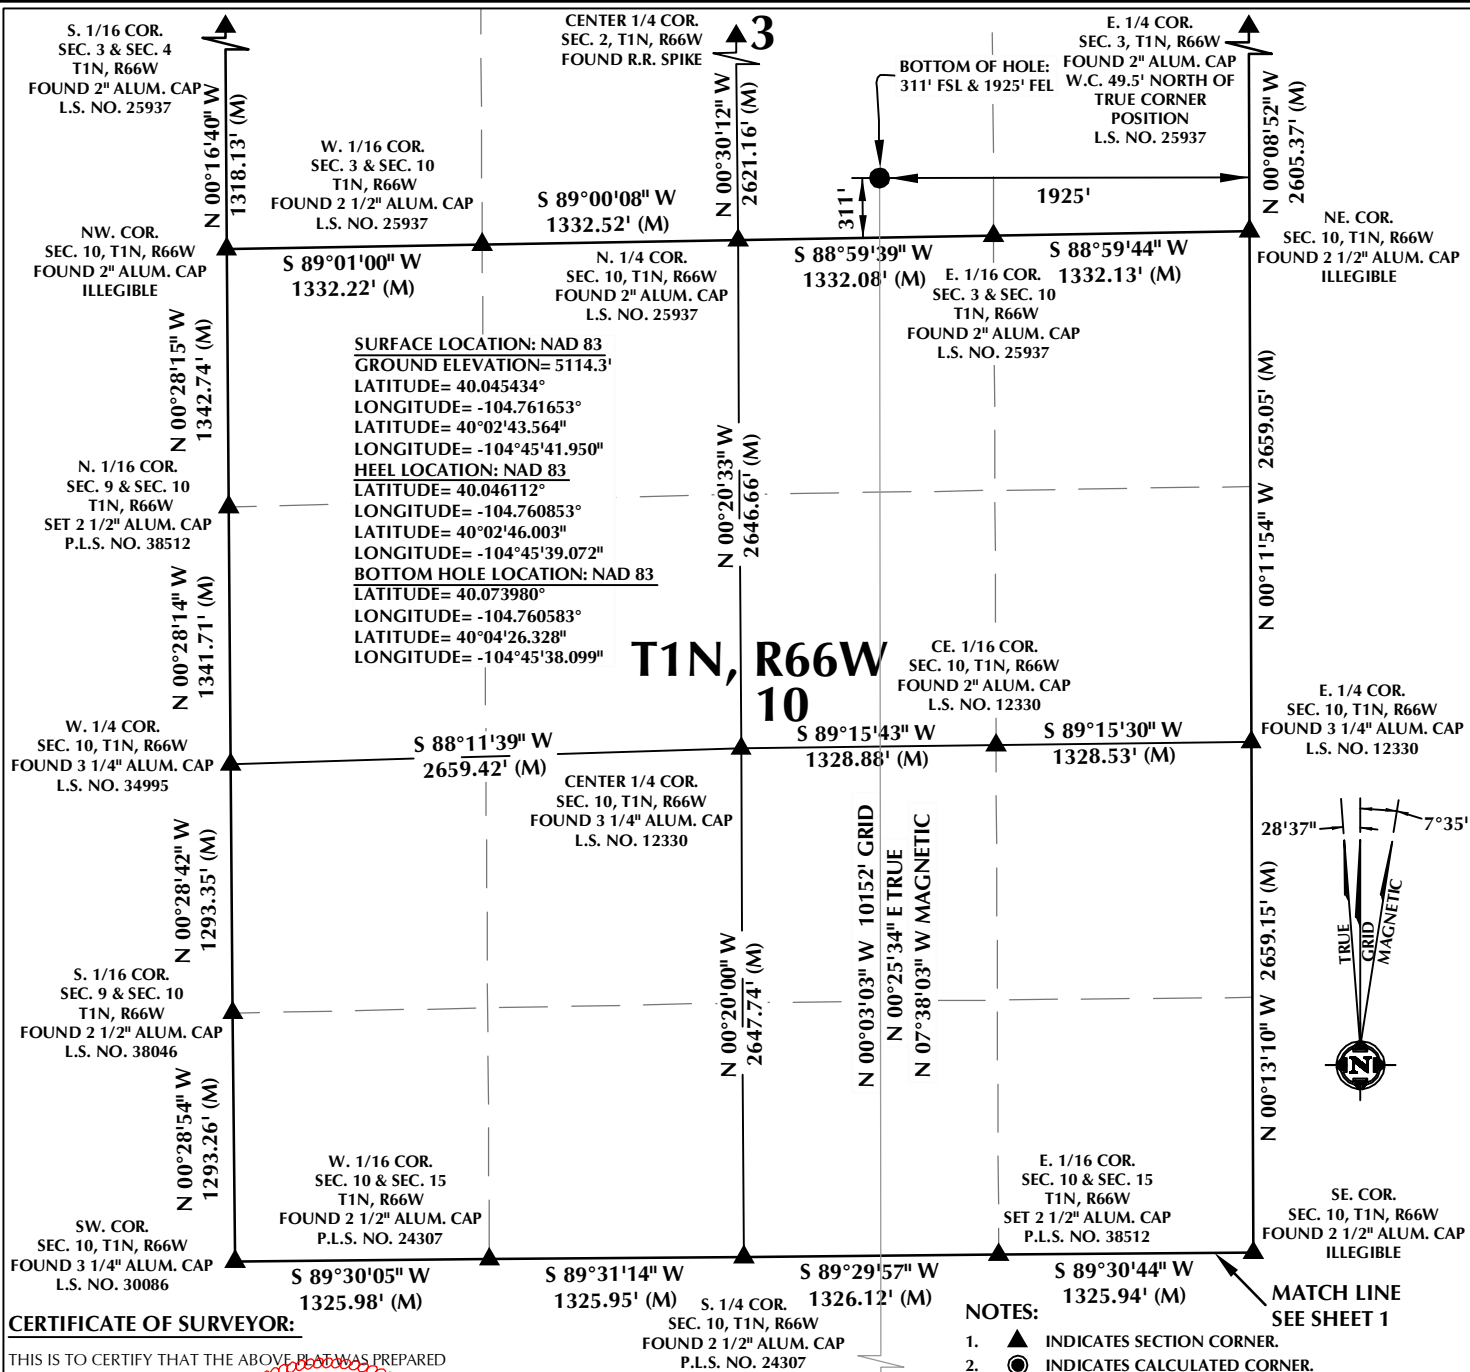 S. 1/16 COR.
SEC. 3 & SEC. 4
T1N, R66W
FOUND 2" ALUM. CAP
L.S. NO. 25937
N 00°16'40" W
1318.13' (M)
CENTER 1/4 COR.
SEC. 2, T1N, R66W
FOUND R.R. SPIKE
3
N 00°30'12" W
2621.16' (M)
BOTTOM OF HOLE:
311' FSL & 1925' FEL
E. 1/4 COR.
SEC. 3, T1N, R66W
FOUND 2" ALUM. CAP
W.C. 49.5' NORTH OF
TRUE CORNER
POSITION
L.S. NO. 25937
N 00°08'52" W
2605.37' (M)
W. 1/16 COR.
SEC. 3 & SEC. 10
T1N, R66W
FOUND 2 1/2" ALUM. CAP
L.S. NO. 25937
S 89°00'08" W
1332.52' (M)
311'
1925'
NW. COR.
SEC. 10, T1N, R66W
FOUND 2" ALUM. CAP
ILLEGIBLE
S 89°01'00" W
1332.22' (M)
N. 1/4 COR.
SEC. 10, T1N, R66W
FOUND 2" ALUM. CAP
L.S. NO. 25937
S 88°59'39" W
1332.08' (M)
E. 1/16 COR.
SEC. 3 & SEC. 10
T1N, R66W
FOUND 2" ALUM. CAP
L.S. NO. 25937
S 88°59'44" W
1332.13' (M)
NE. COR.
SEC. 10, T1N, R66W
FOUND 2 1/2" ALUM. CAP
ILLEGIBLE
N 00°28'15" W
1342.74' (M)
SURFACE LOCATION: NAD 83
GROUND ELEVATION= 5114.3'
LATITUDE= 40.045434°
LONGITUDE= -104.761653°
LATITUDE= 40°02'43.564"
LONGITUDE= -104°45'41.950"
HEEL LOCATION: NAD 83
LATITUDE= 40.046112°
LONGITUDE= -104.760853°
LATITUDE= 40°02'46.003"
LONGITUDE= -104°45'39.072"
BOTTOM HOLE LOCATION: NAD 83
LATITUDE= 40.073980°
LONGITUDE= -104.760583°
LATITUDE= 40°04'26.328"
LONGITUDE= -104°45'38.099"
N 00°20'33" W
2646.66' (M)
N 00°11'54" W 2659.05' (M)
N. 1/16 COR.
SEC. 9 & SEC. 10
T1N, R66W
SET 2 1/2" ALUM. CAP
P.L.S. NO. 38512
N 00°28'14" W
1341.71' (M)
T1N, R66W
10
CE. 1/16 COR.
SEC. 10, T1N, R66W
FOUND 2" ALUM. CAP
L.S. NO. 12330
W. 1/4 COR.
SEC. 10, T1N, R66W
FOUND 3 1/4" ALUM. CAP
L.S. NO. 34995
S 88°11'39" W
2659.42' (M)
CENTER 1/4 COR.
SEC. 10, T1N, R66W
FOUND 3 1/4" ALUM. CAP
L.S. NO. 12330
S 89°15'43" W
1328.88' (M)
S 89°15'30" W
1328.53' (M)
E. 1/4 COR.
SEC. 10, T1N, R66W
FOUND 3 1/4" ALUM. CAP
L.S. NO. 12330
N 00°28'42" W
1293.35' (M)
N 00°20'00" W
2647.74' (M)
N 00°03'03" W 10152' GRID
N 00°25'34" E TRUE
N 07°38'03" W MAGNETIC
N 00°13'10" W 2659.15' (M)
28'37"
7°35'
TRUE
GRID
MAGNETIC
N
S. 1/16 COR.
SEC. 9 & SEC. 10
T1N, R66W
FOUND 2 1/2" ALUM. CAP
L.S. NO. 38046
N 00°28'54" W
1293.26' (M)
W. 1/16 COR.
SEC. 10 & SEC. 15
T1N, R66W
FOUND 2 1/2" ALUM. CAP
P.L.S. NO. 24307
E. 1/16 COR.
SEC. 10 & SEC. 15
T1N, R66W
SET 2 1/2" ALUM. CAP
P.L.S. NO. 38512
SE. COR.
SEC. 10, T1N, R66W
FOUND 2 1/2" ALUM. CAP
ILLEGIBLE
SW. COR.
SEC. 10, T1N, R66W
FOUND 3 1/4" ALUM. CAP
L.S. NO. 30086
S 89°30'05" W
1325.98' (M)
S 89°31'14" W
1325.95' (M)
S. 1/4 COR.
SEC. 10, T1N, R66W
FOUND 2 1/2" ALUM. CAP
P.L.S. NO. 24307
S 89°29'57" W
1326.12' (M)
S 89°30'44" W
1325.94' (M)
MATCH LINE
SEE SHEET 1
CERTIFICATE OF SURVEYOR:
THIS IS TO CERTIFY THAT THE ABOVE PLAT WAS PREPARED
NOTES:
1. INDICATES SECTION CORNER.
2. INDICATES CALCULATED CORNER.